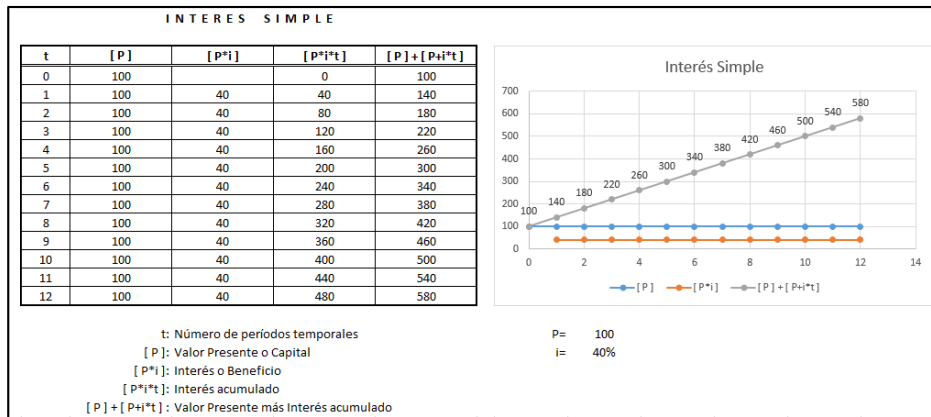 INTERES SIMPLE
t [ P ] [ P*i ] [ P*i*t ] [ P ] + [ P+i*t ]
0 100 0 100
1 100 40 40 140
2 100 40 80 180
3 100 40 120 220
4 100 40 160 260
5 100 40 200 300
6 100 40 240 340
7 100 40 280 380
8 100 40 320 420
9 100 40 360 460
10 100 40 400 500
11 100 40 440 540
12 100 40 480 580
Interés Simple
700
600
500
400
300
200
100
0
100 140 180 220 260 300 340 380 420 460 500 540 580
0 2 4 6 8 10 12 14
[ P ] [ P*i ] [ P ] + [ P+i*t ]
t: Número de períodos temporales
[ P ]: Valor Presente o Capital
[ P*i ]: Interés o Beneficio
[ P*i*t ]: Interés acumulado
[ P ] + [ P+i*t ] : Valor Presente más Interés acumulado
P= 100
i= 40%